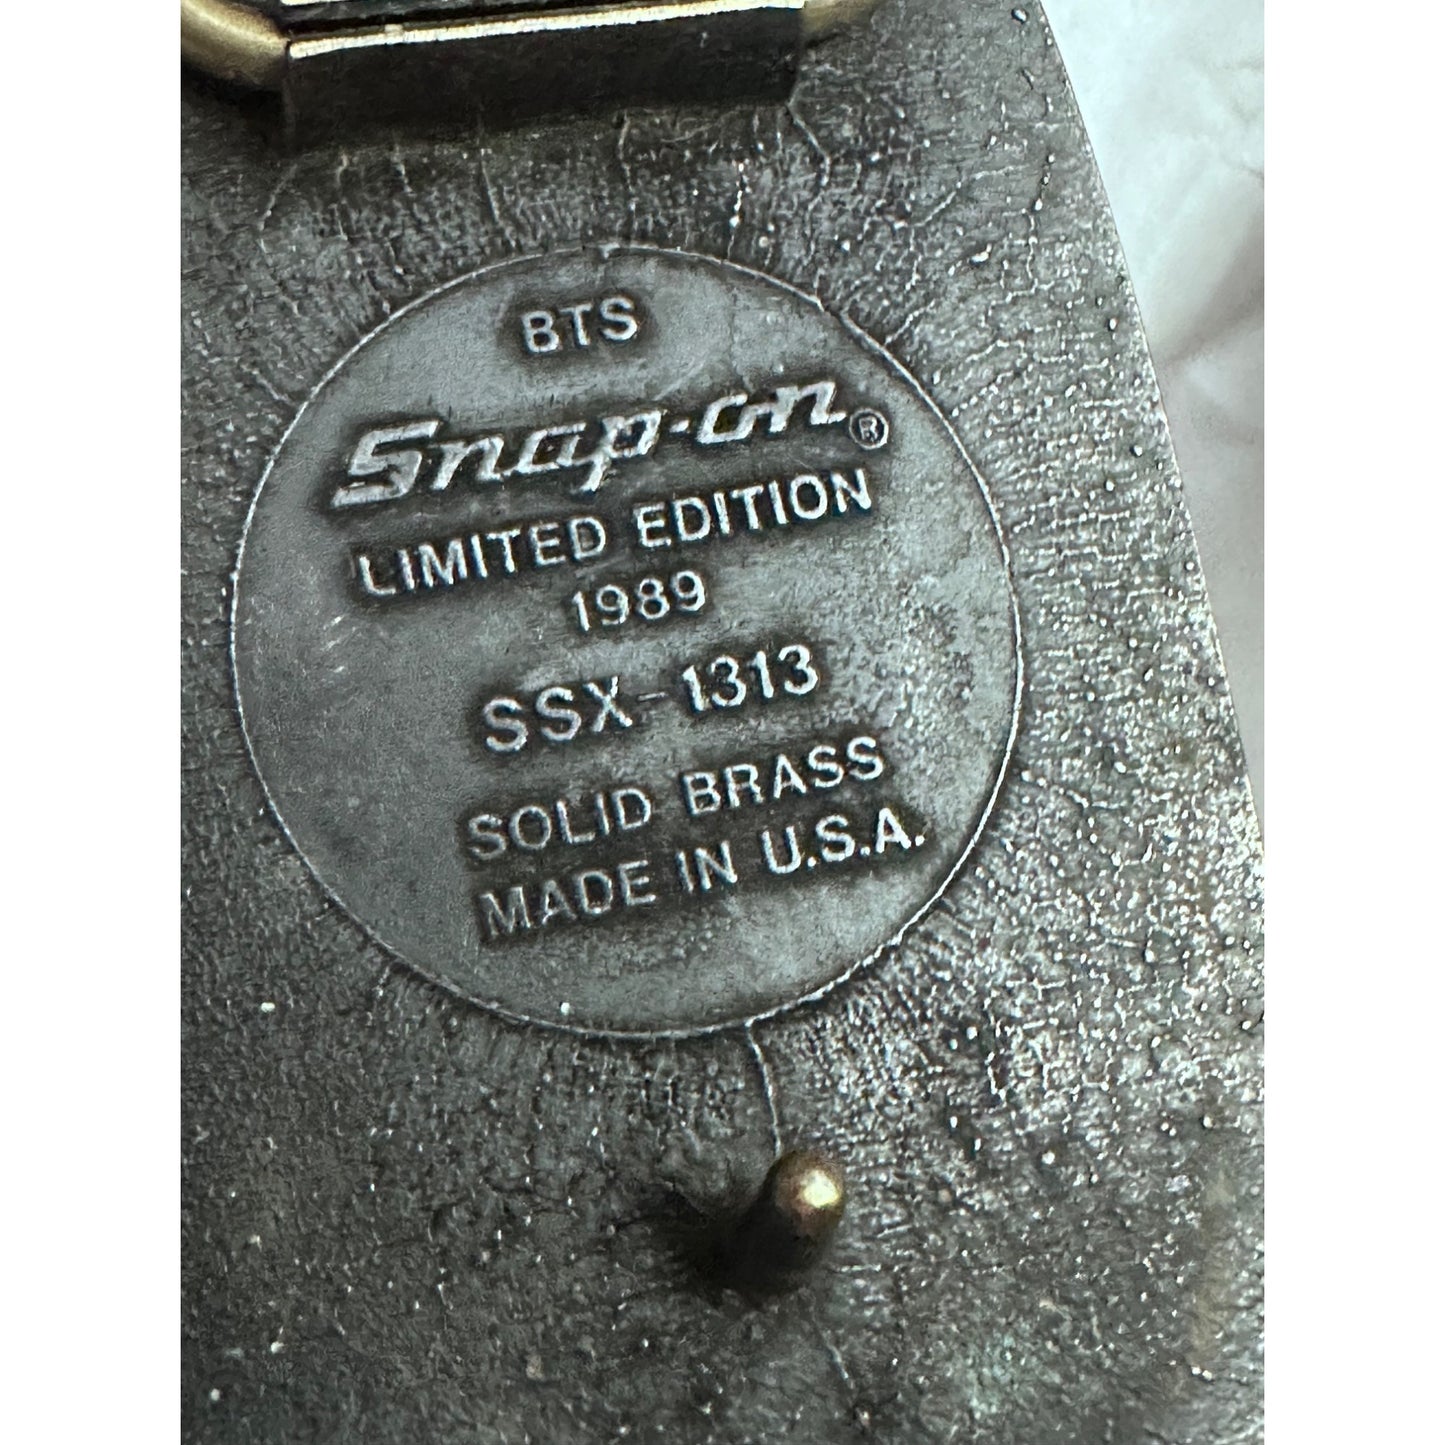 BTS
Snap-on®
LIMITED EDITION
1989
SSX-1313
SOLID BRASS
MADE IN U.S.A.